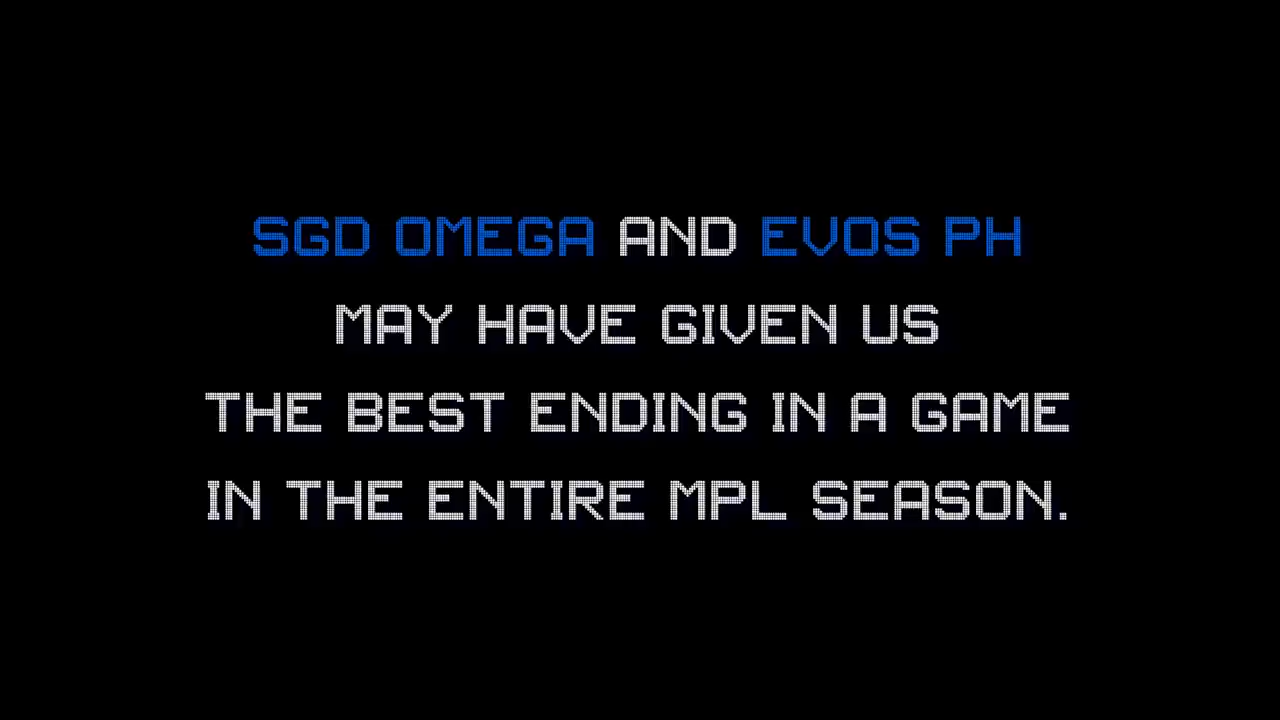 SGD OMEGA AND EVOS PH
MAY HAVE GIVEN US
THE BEST ENDING IN A GAME
IN THE ENTIRE MPL SEASON.